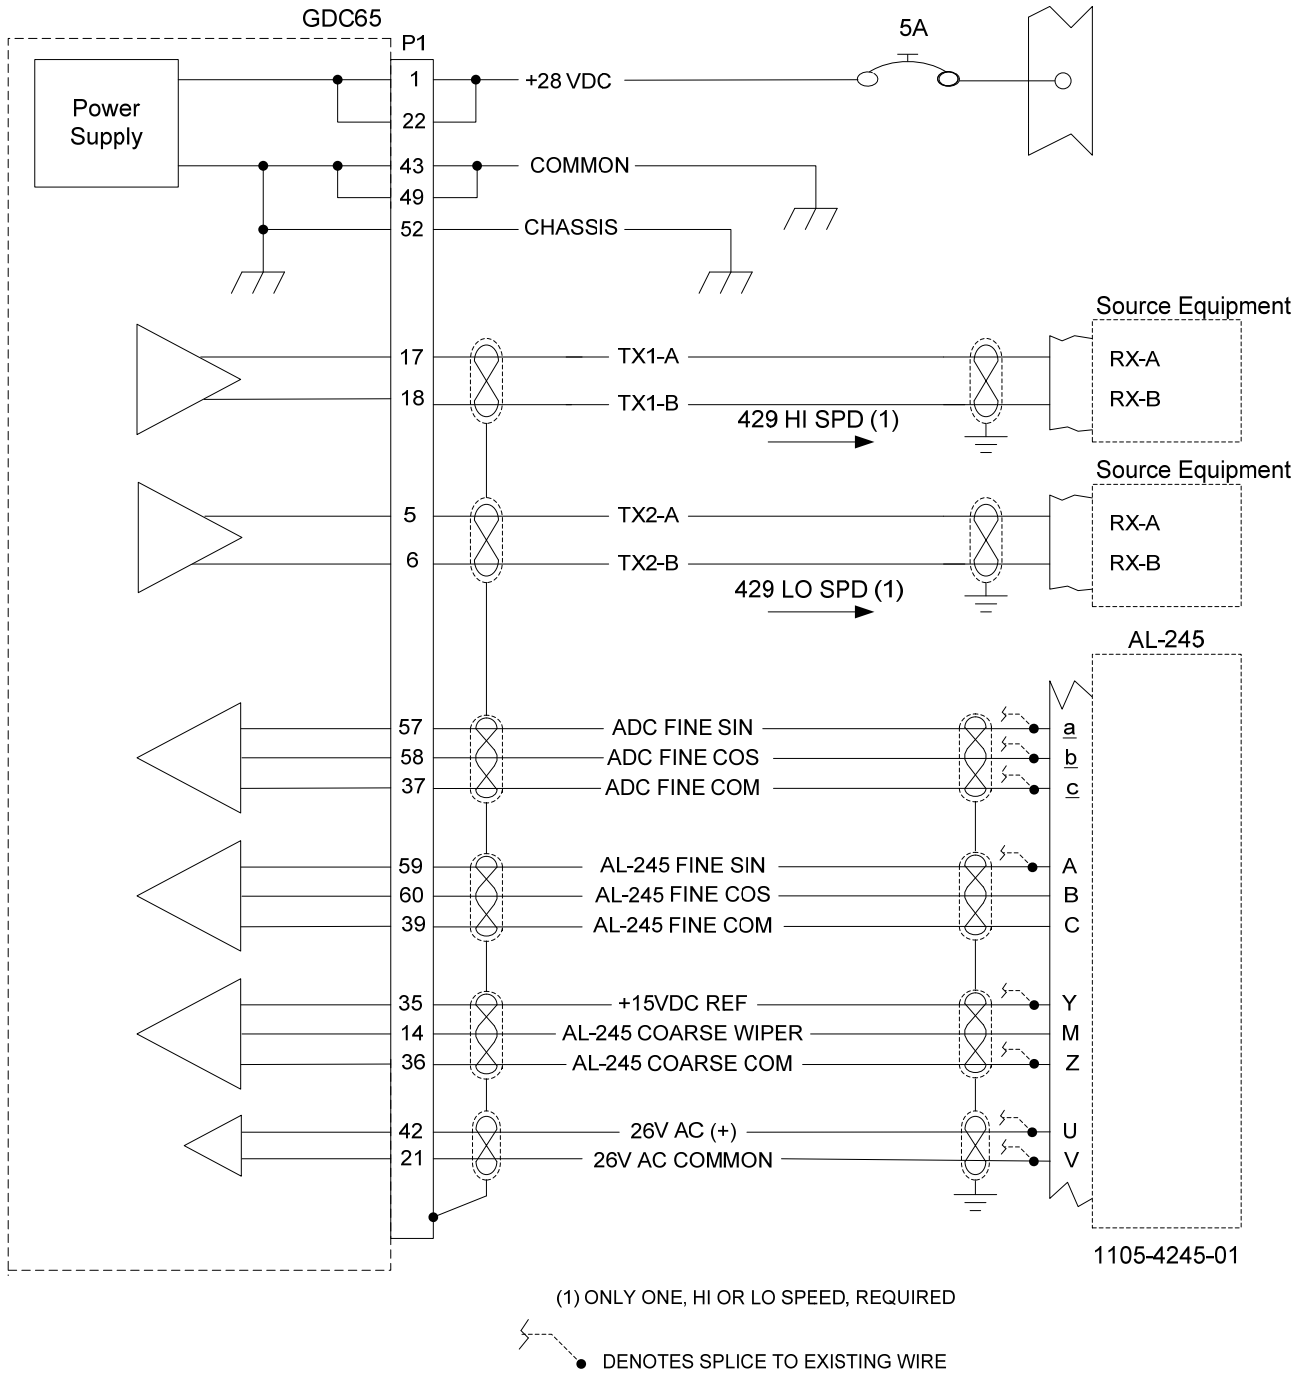 GDC65
P1
5A
Power
Supply
1
+28 VDC
22
43
COMMON
49
52
CHASSIS
Source Equipment
17
TX1-A
RX-A
18
TX1-B
RX-B
429 HI SPD (1)
Source Equipment
5
TX2-A
RX-A
6
TX2-B
RX-B
429 LO SPD (1)
AL-245
57
ADC FINE SIN
a
58
ADC FINE COS
b
37
ADC FINE COM
c
59
AL-245 FINE SIN
A
60
AL-245 FINE COS
B
39
AL-245 FINE COM
C
35
+15VDC REF
Y
14
AL-245 COARSE WIPER
M
36
AL-245 COARSE COM
Z
42
26V AC (+)
U
21
26V AC COMMON
V
1105-4245-01
(1) ONLY ONE, HI OR LO SPEED, REQUIRED
DENOTES SPLICE TO EXISTING WIRE